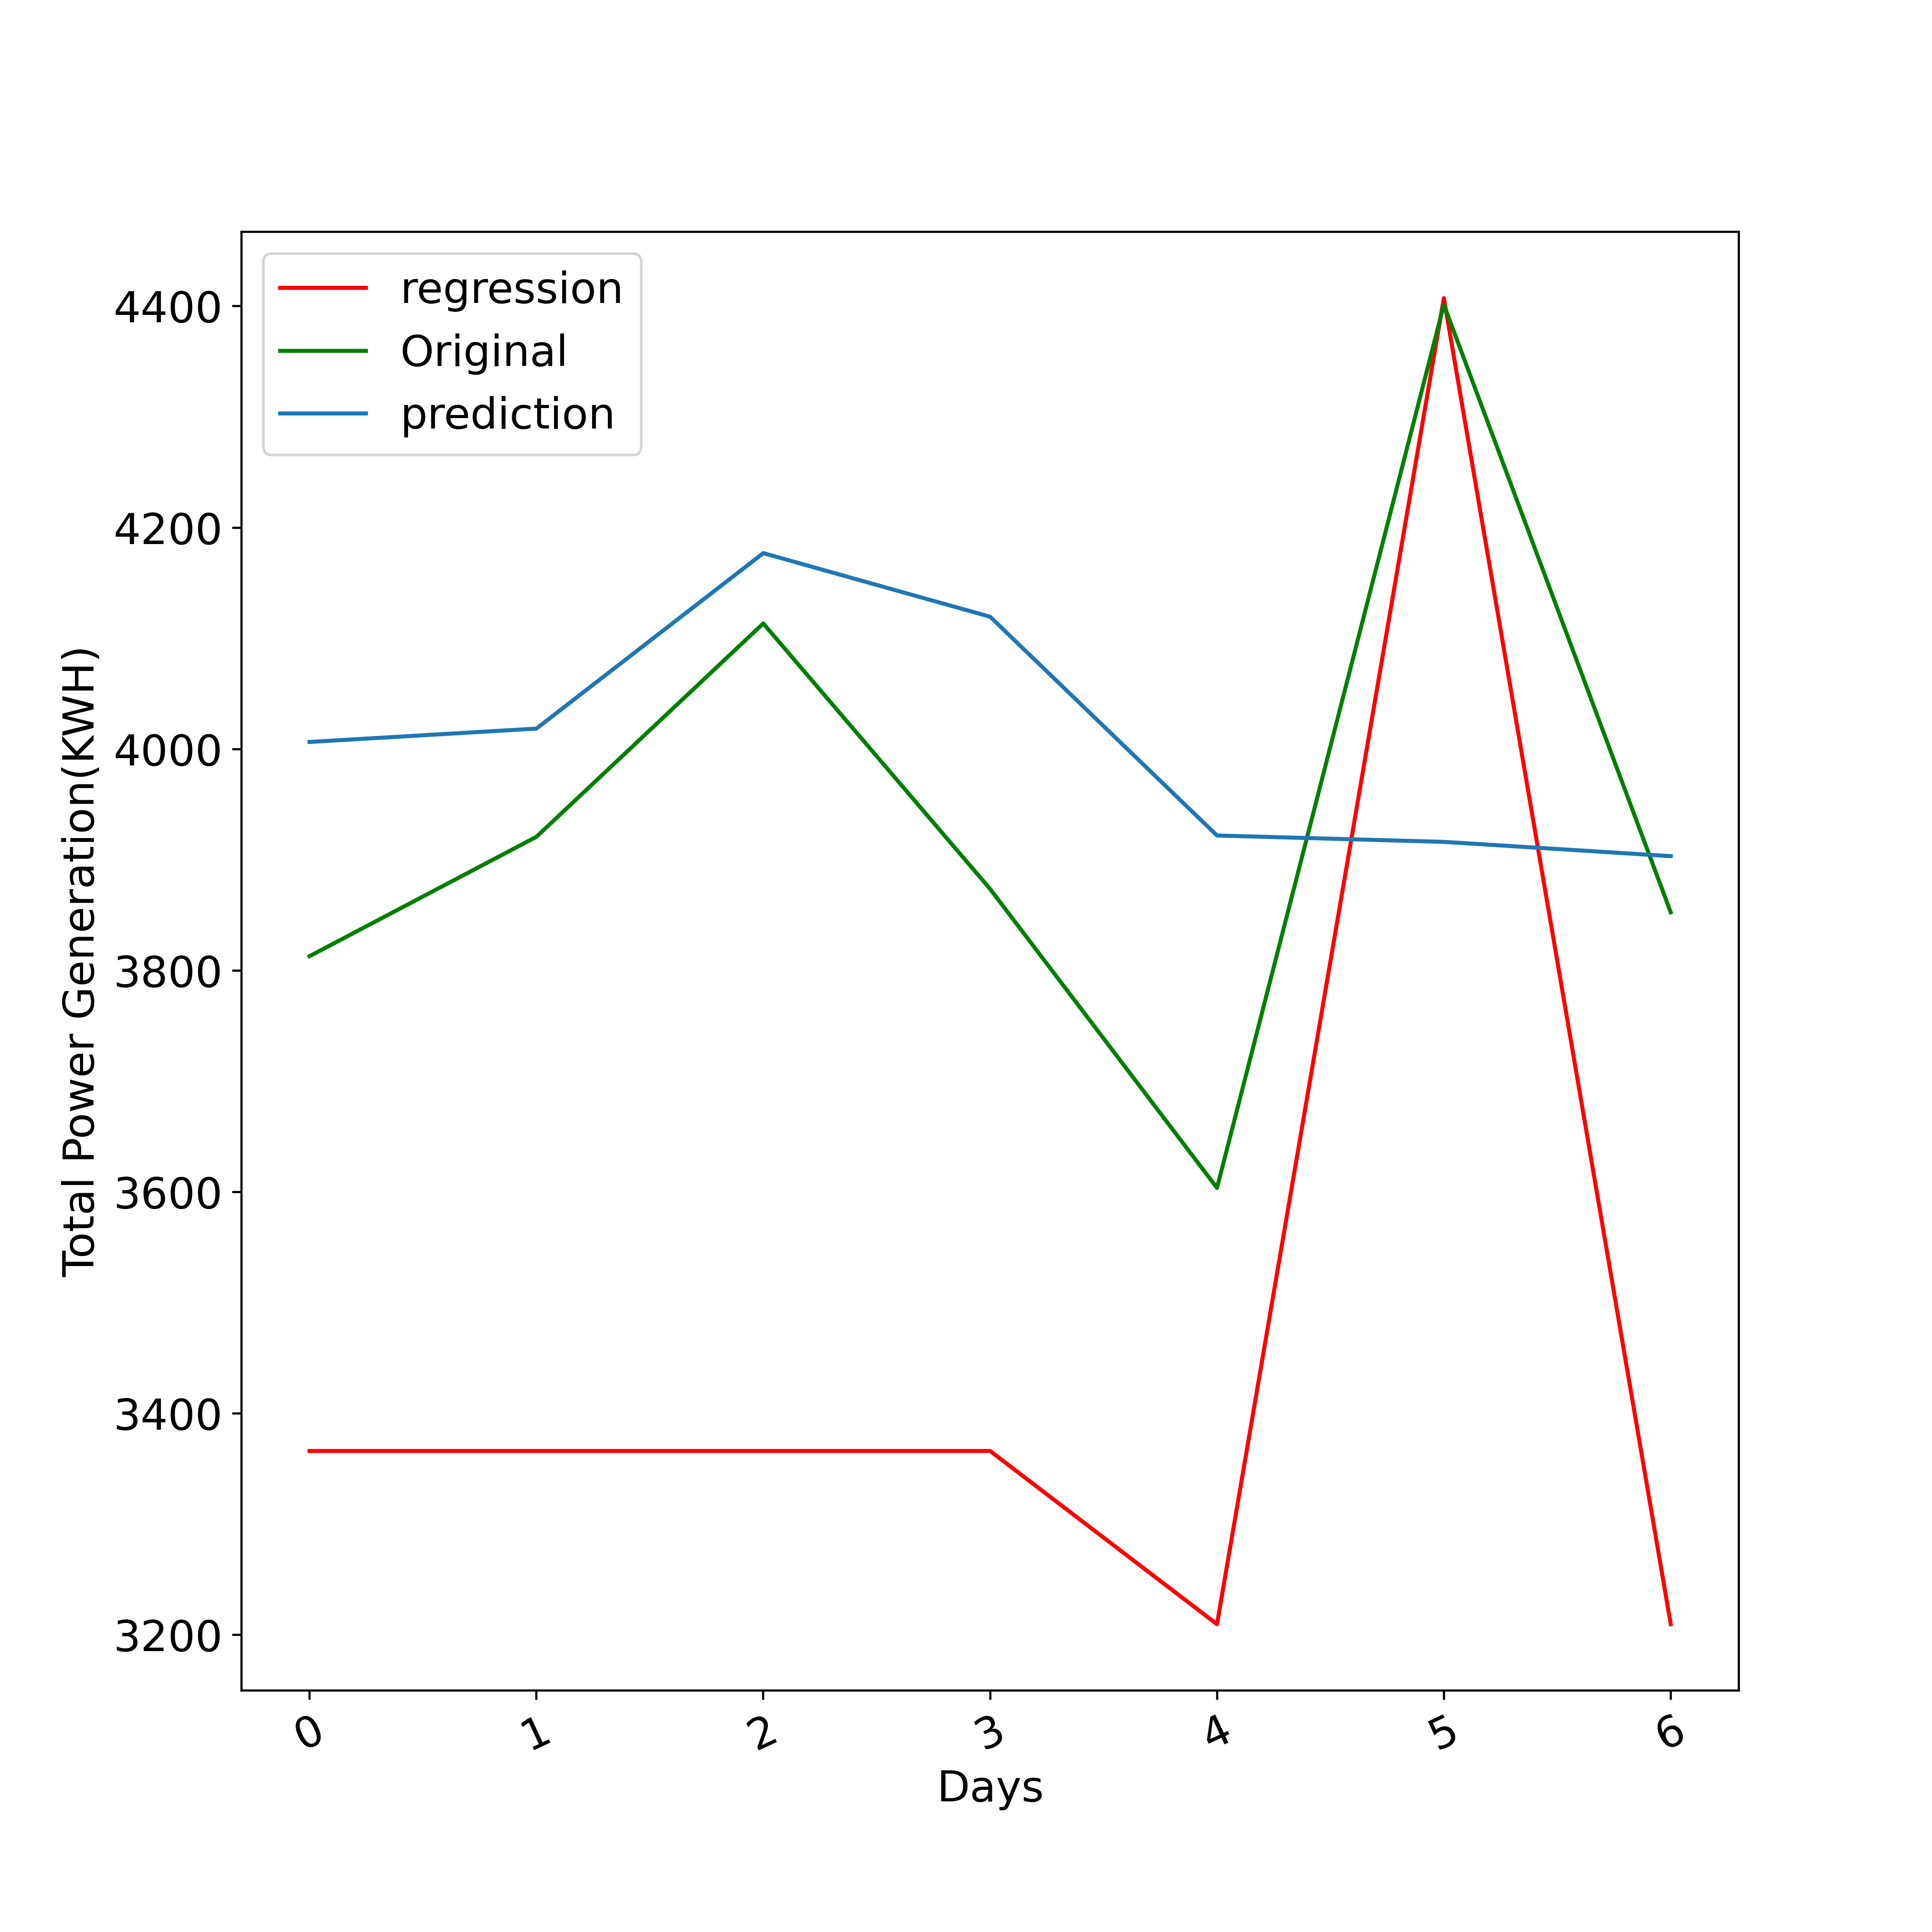 regression
Original
prediction
4400
4200
4000
3800
3600
3400
3200
Total Power Generation(KWH)
0 1 2 3 4 5 6
Days